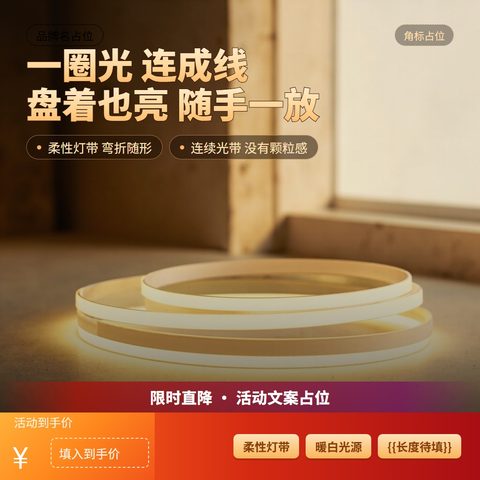 品牌名占位
角标占位
一圈光 连成线
盘着也亮 随手一放
• 柔性灯带 弯折随形
• 连续光带 没有颗粒感
限时直降 • 活动文案占位
活动到手价
¥ 填入到手价
柔性灯带
暖白光源
{{长度待填}}